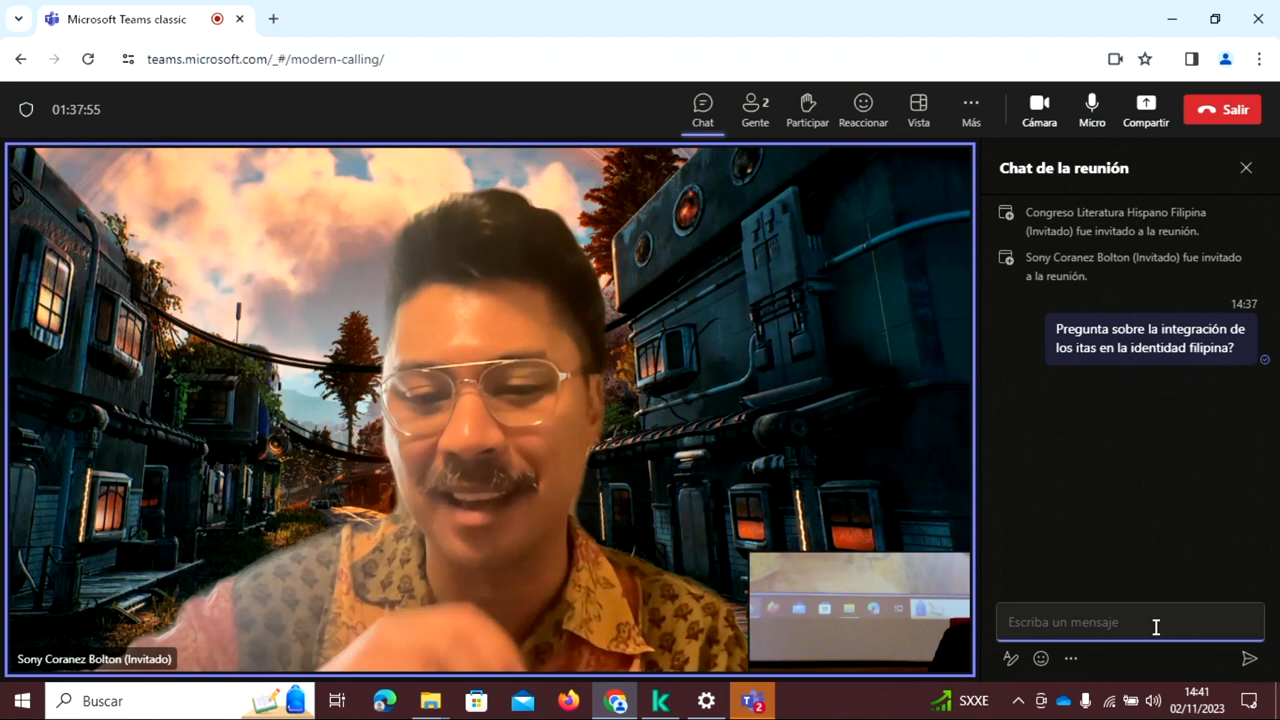 Microsoft Teams classic
teams.microsoft.com/_#/modern-calling/
01:37:55
Chat
2
Gente
Participar
Reaccionar
Vista
Más
Cámara
Micro
Compartir
Salir
Chat de la reunión
Congreso Literatura Hispano Filipina
(Invitado) fue invitado a la reunión.
Sony Coranez Bolton (Invitado) fue invitado
a la reunión.
14:37
Pregunta sobre la integración de
los itas en la identidad filipina?
Escriba un mensaje
Sony Coranez Bolton (Invitado)
Buscar
2
SXXE
14:41
02/11/2023